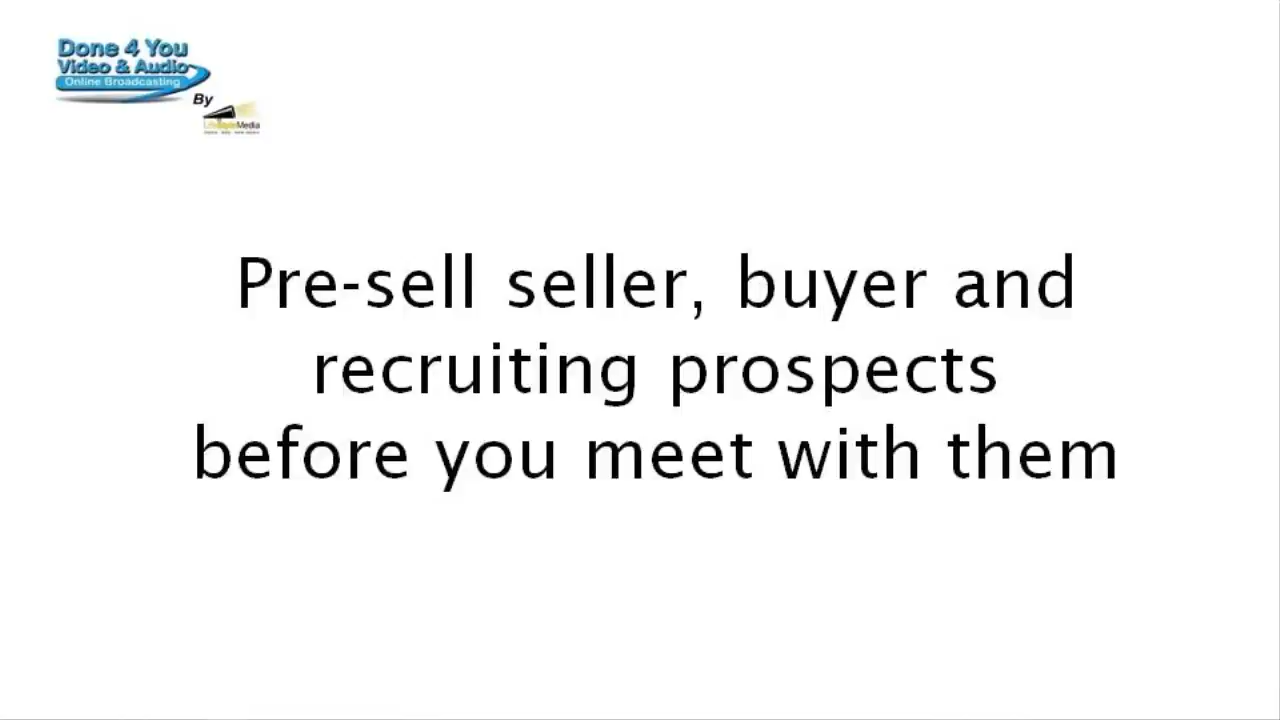 Done 4 You
Video & Audio
Online Broadcasting
By
Pre-sell seller, buyer and
recruiting prospects
before you meet with them